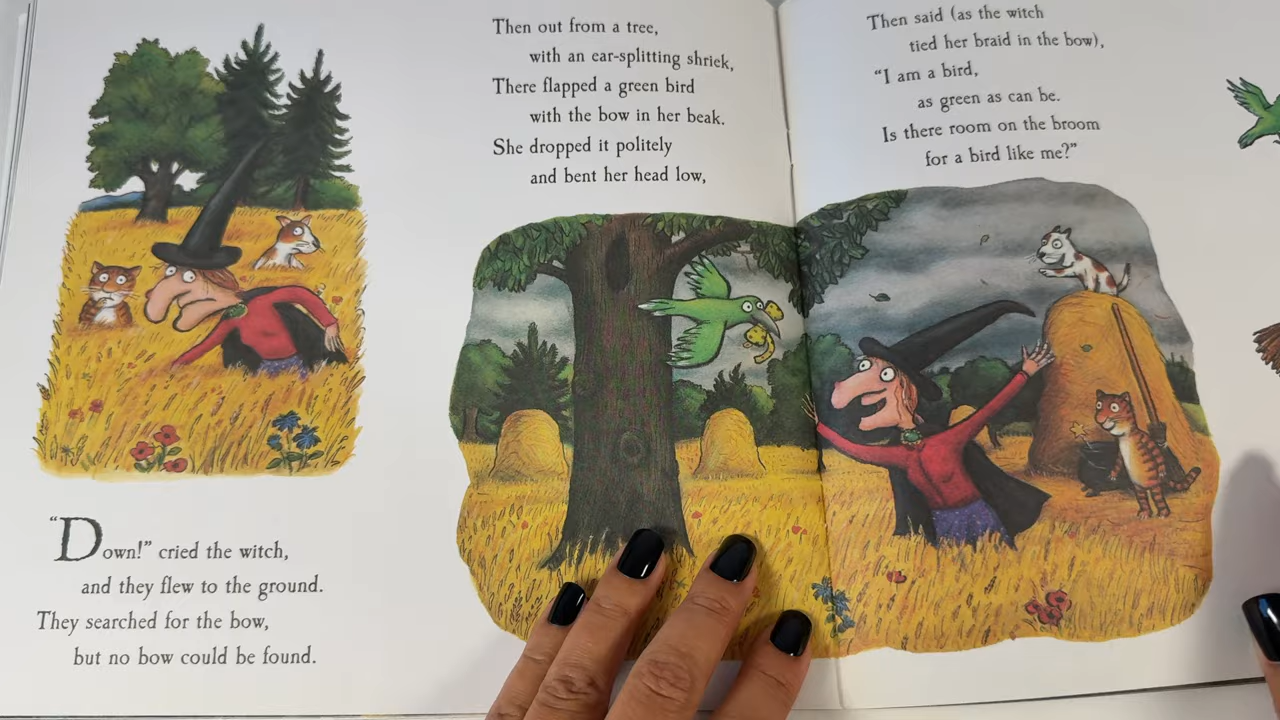 "Down!" cried the witch,
and they flew to the ground.
They searched for the bow,
but no bow could be found.
Then out from a tree,
with an ear-splitting shriek,
There flapped a green bird
with the bow in her beak.
She dropped it politely
and bent her head low,
Then said (as the witch
tied her braid in the bow),
"I am a bird,
as green as can be.
Is there room on the broom
for a bird like me?"